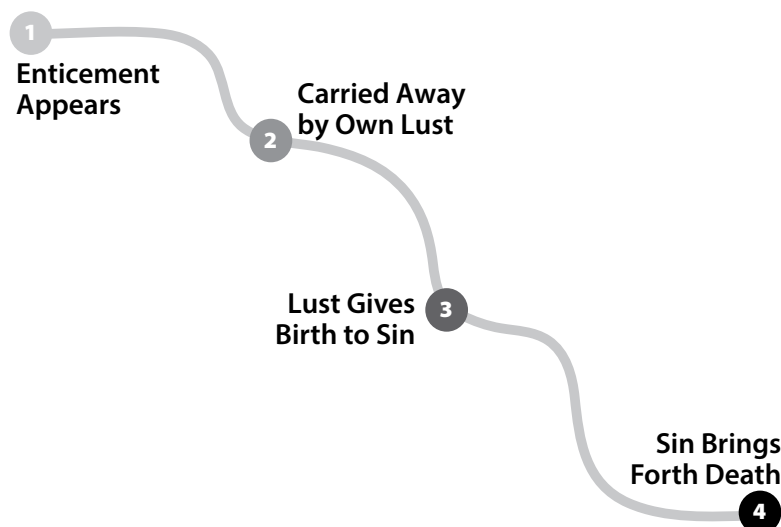 1
Enticement
Appears
Carried Away
by Own Lust
2
Lust Gives
Birth to Sin
3
Sin Brings
Forth Death
4